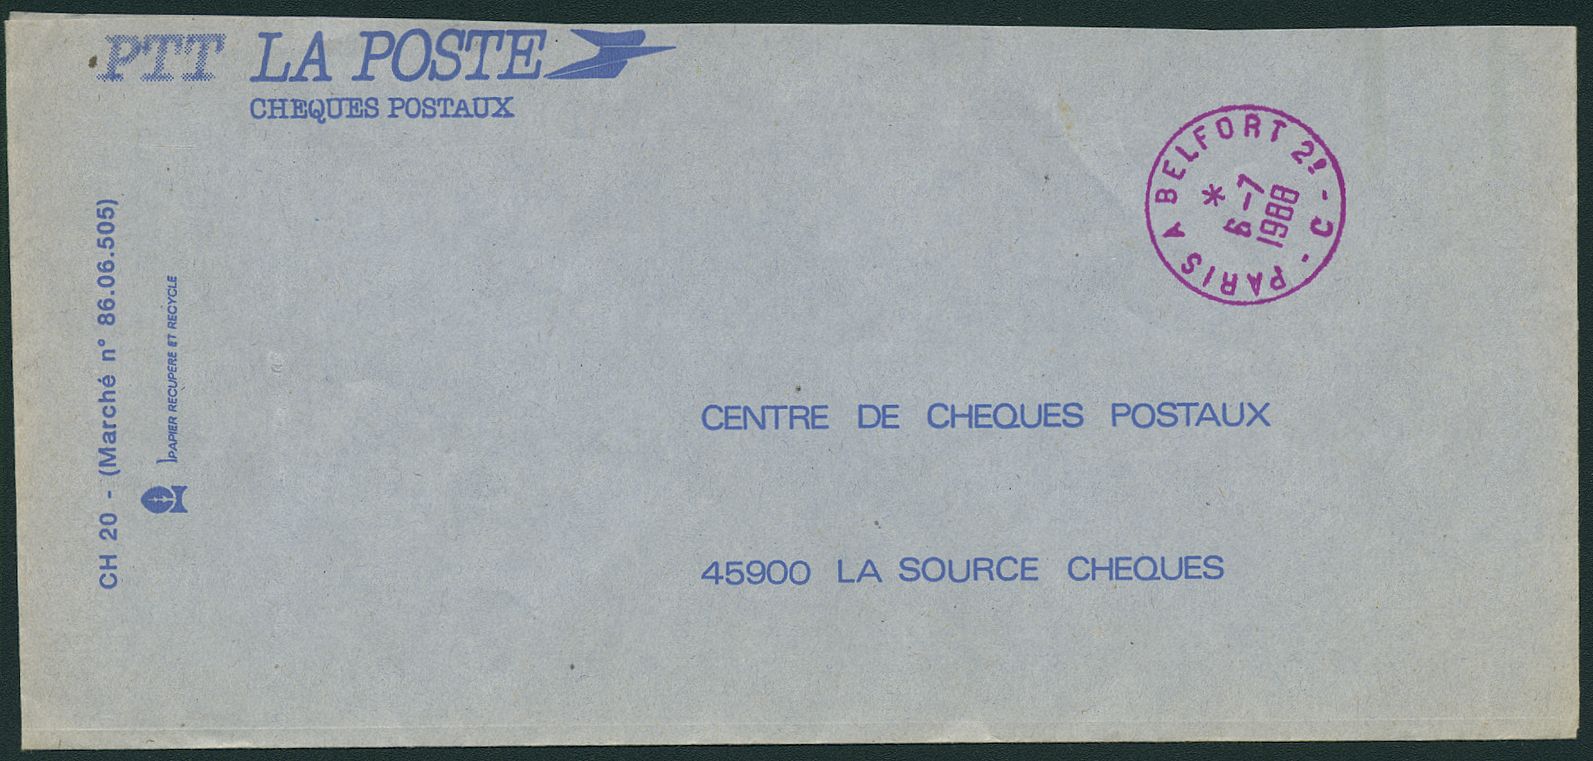 PTT LA POSTE
CHEQUES POSTAUX
PARIS A BELFORT 2º - C -
*
6-7
1988
CH 20 - (Marché n° 86.06.505)
PAPIER RECUPERE ET RECYCLE
CENTRE DE CHEQUES POSTAUX
45900 LA SOURCE CHEQUES